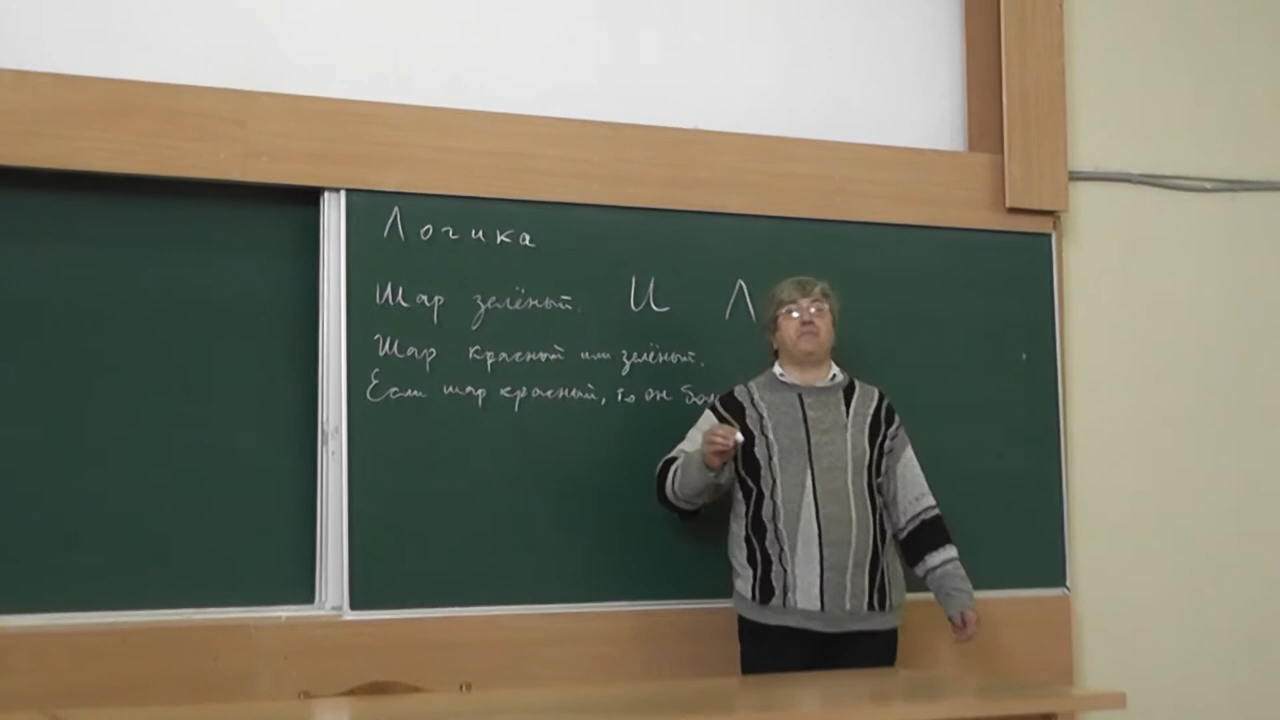 Логика
Шар зелёный. И Л
Шар красный или зелёный.
Если шар красный, то он